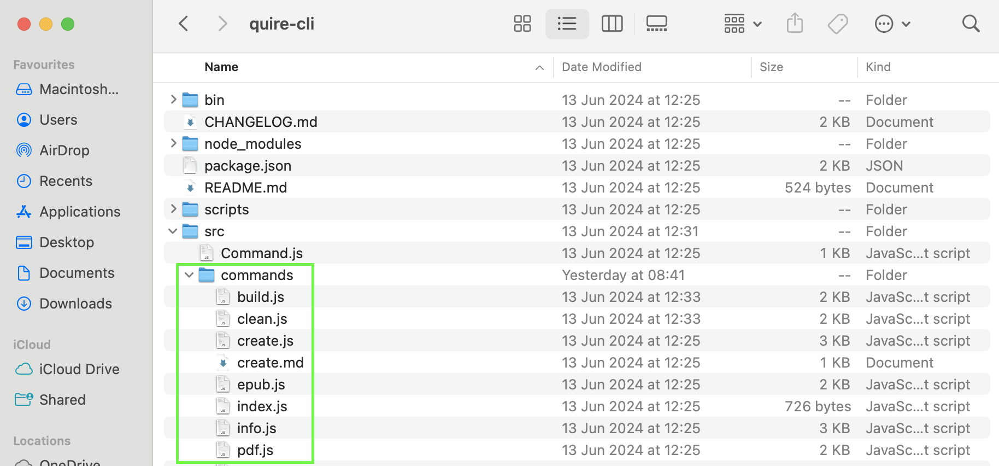 quire-cli
Favourites
Macintosh...
Users
AirDrop
Recents
Applications
Desktop
Documents
Downloads
iCloud
iCloud Drive
Shared
Locations
OneDrive
Name Date Modified Size Kind
bin 13 Jun 2024 at 12:25 -- Folder
CHANGELOG.md 13 Jun 2024 at 12:25 2 KB Document
node_modules 13 Jun 2024 at 12:25 -- Folder
package.json 13 Jun 2024 at 12:25 2 KB JSON
README.md 13 Jun 2024 at 12:25 524 bytes Document
scripts 13 Jun 2024 at 12:25 -- Folder
src 13 Jun 2024 at 12:31 -- Folder
Command.js 13 Jun 2024 at 12:25 1 KB JavaSc...t script
commands Yesterday at 08:41 -- Folder
build.js 13 Jun 2024 at 12:33 2 KB JavaSc...t script
clean.js 13 Jun 2024 at 12:33 2 KB JavaSc...t script
create.js 13 Jun 2024 at 12:25 3 KB JavaSc...t script
create.md 13 Jun 2024 at 12:25 1 KB Document
epub.js 13 Jun 2024 at 12:25 2 KB JavaSc...t script
index.js 13 Jun 2024 at 12:25 726 bytes JavaSc...t script
info.js 13 Jun 2024 at 12:25 3 KB JavaSc...t script
pdf.js 13 Jun 2024 at 12:25 2 KB JavaSc...t script